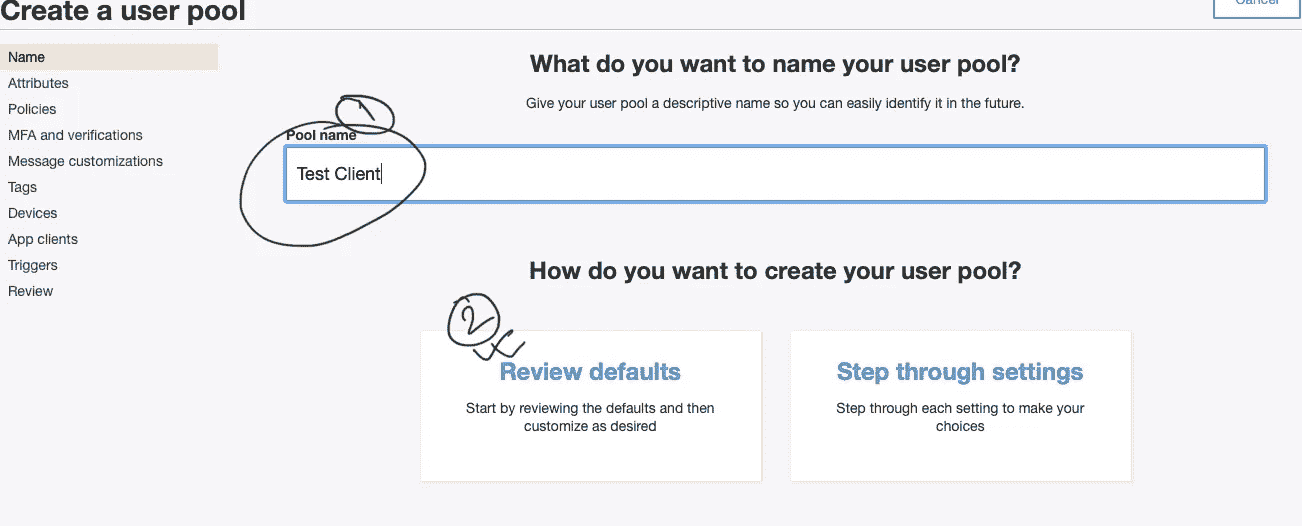 Create a user pool
Cancel
Name
Attributes
Policies
MFA and verifications
Message customizations
Tags
Devices
App clients
Triggers
Review
What do you want to name your user pool?
Give your user pool a descriptive name so you can easily identify it in the future.
1
Pool name
Test Client
How do you want to create your user pool?
2
Review defaults
Start by reviewing the defaults and then
customize as desired
Step through settings
Step through each setting to make your
choices